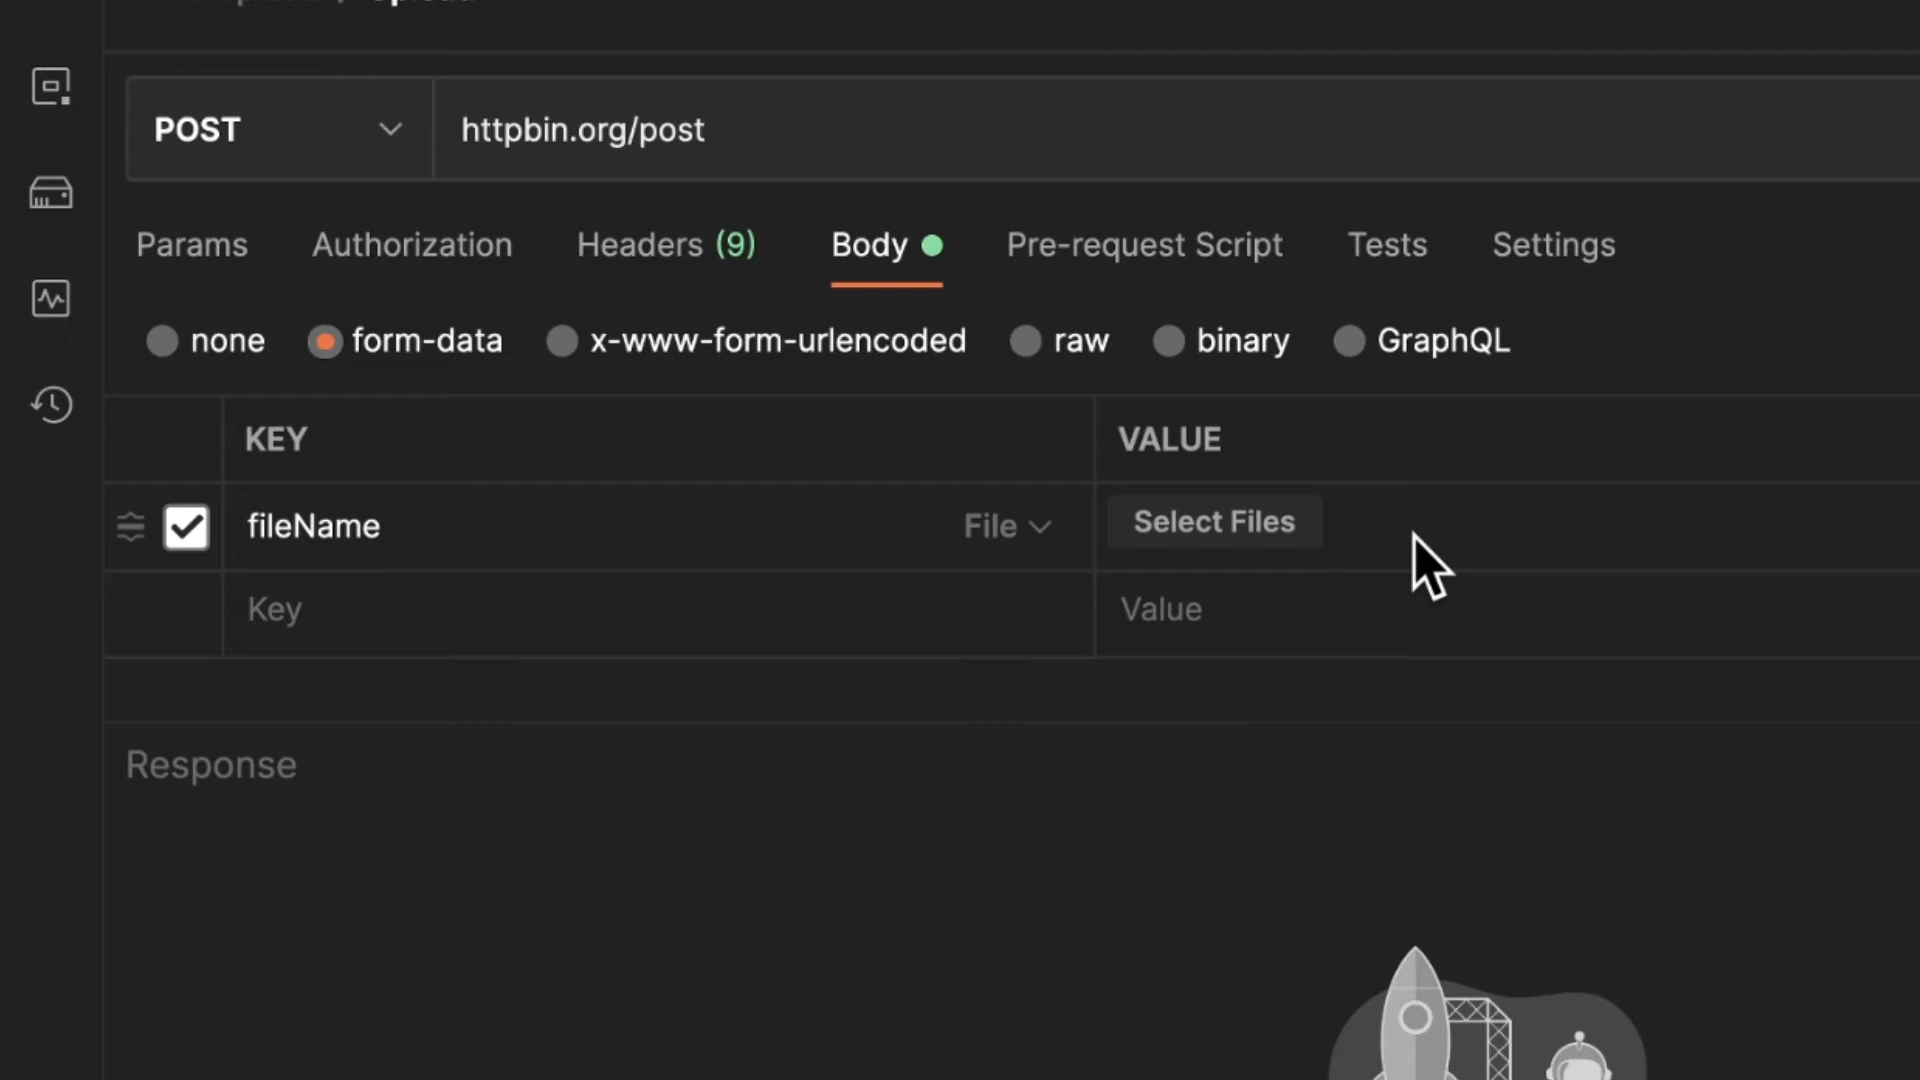 POST httpbin.org/post
Params Authorization Headers (9) Body Pre-request Script Tests Settings
none form-data x-www-form-urlencoded raw binary GraphQL
KEY VALUE
fileName File Select Files
Key Value
Response